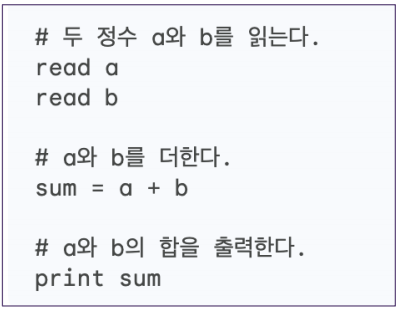 # 두 정수 a와 b를 읽는다.
read a
read b
# a와 b를 더한다.
sum = a + b
# a와 b의 합을 출력한다.
print sum